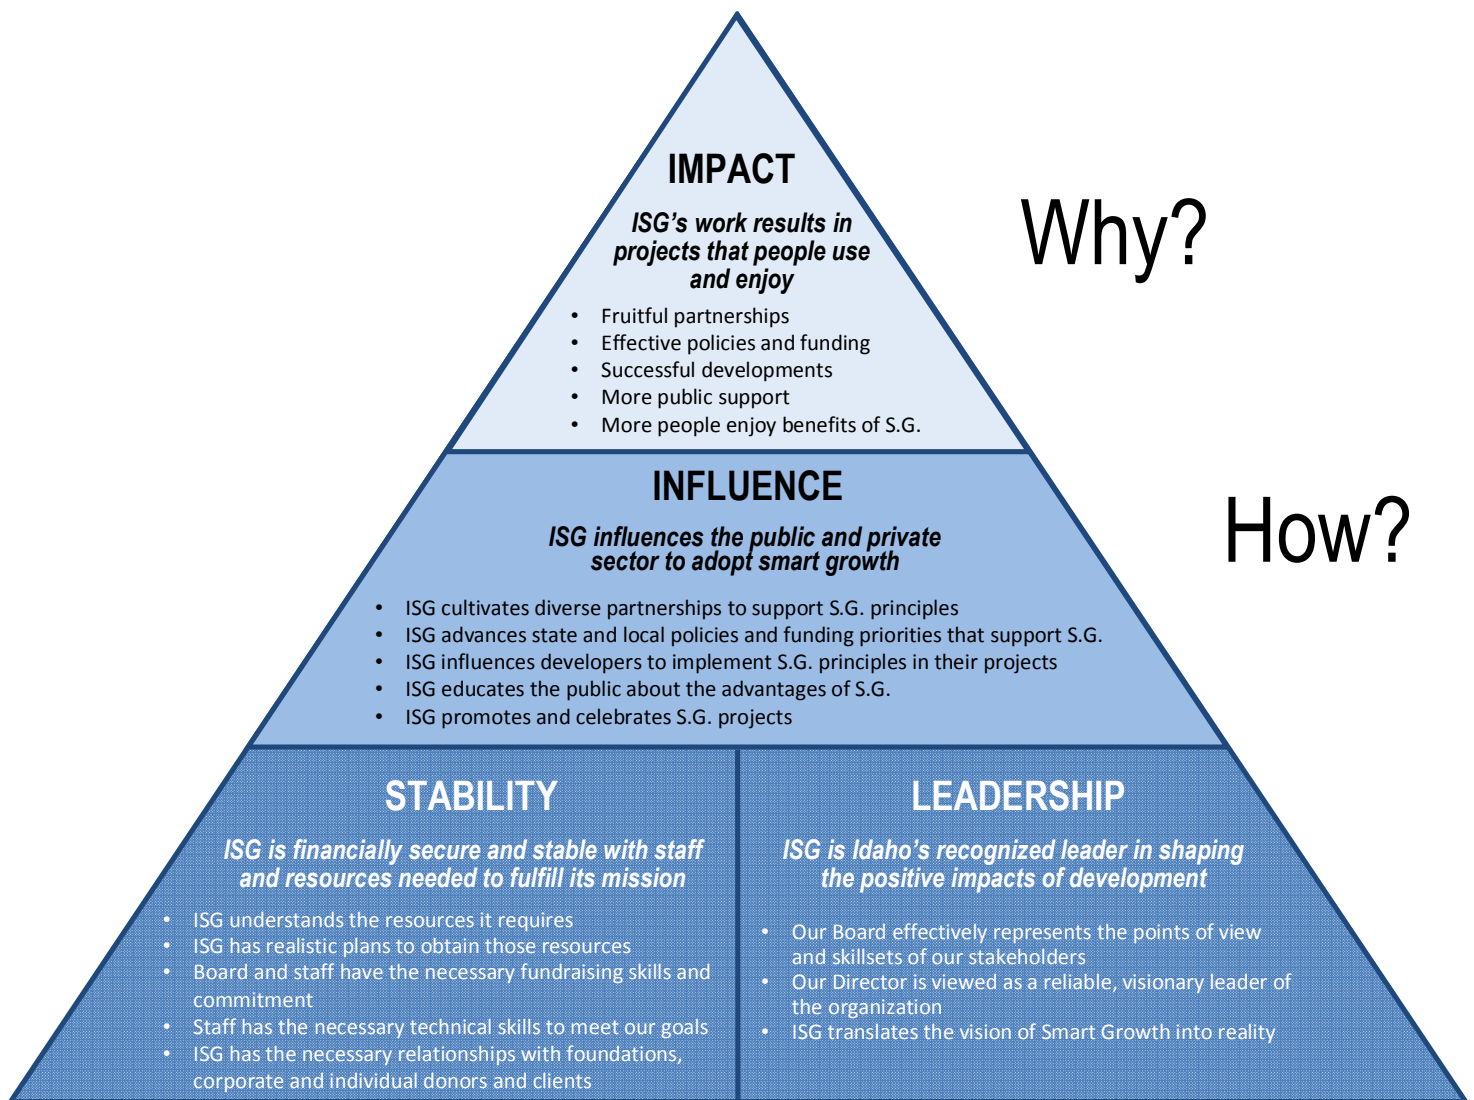 IMPACT
ISG’s work results in
projects that people use
and enjoy
• Fruitful partnerships
• Effective policies and funding
• Successful developments
• More public support
• More people enjoy benefits of S.G.
Why?
INFLUENCE
ISG influences the public and private
sector to adopt smart growth
• ISG cultivates diverse partnerships to support S.G. principles
• ISG advances state and local policies and funding priorities that support S.G.
• ISG influences developers to implement S.G. principles in their projects
• ISG educates the public about the advantages of S.G.
• ISG promotes and celebrates S.G. projects
How?
STABILITY
ISG is financially secure and stable with staff
and resources needed to fulfill its mission
• ISG understands the resources it requires
• ISG has realistic plans to obtain those resources
• Board and staff have the necessary fundraising skills and
commitment
• Staff has the necessary technical skills to meet our goals
• ISG has the necessary relationships with foundations,
corporate and individual donors and clients
LEADERSHIP
ISG is Idaho’s recognized leader in shaping
the positive impacts of development
• Our Board effectively represents the points of view
and skillsets of our stakeholders
• Our Director is viewed as a reliable, visionary leader of
the organization
• ISG translates the vision of Smart Growth into reality